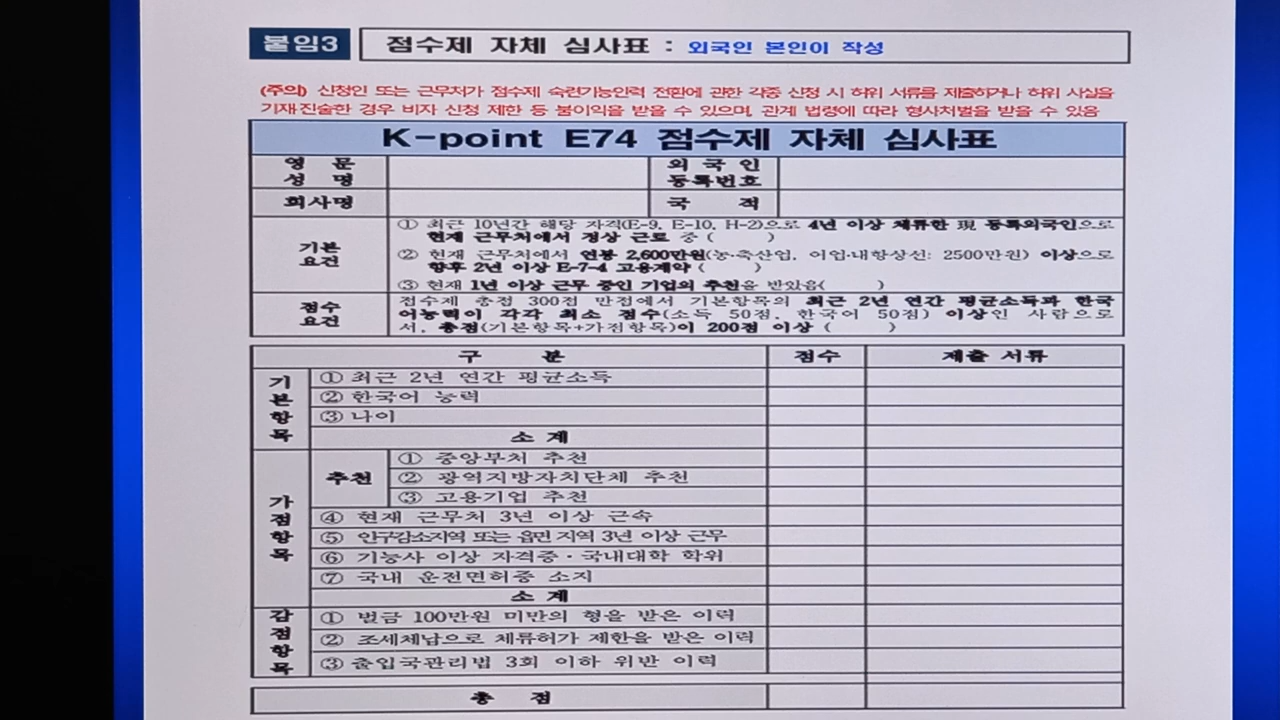 붙임3
점수제 자체 심사표 : 외국인 본인이 작성
(주의) 신청인 또는 근무처가 점수제 숙련기능인력 전환에 관한 각종 신청 시 허위 서류를 제출하거나 허위 사실을
기재·진술한 경우 비자 신청 제한 등 불이익을 받을 수 있으며, 관계 법령에 따라 형사처벌을 받을 수 있음
K-point E74 점수제 자체 심사표
영 문
성 명
외 국 인
등록번호
회사명
국 적
기본
요건
① 최근 10년간 해당 자격(E-9, E-10, H-2)으로 4년 이상 체류한 現 등록외국인으로
현재 근무처에서 정상 근로 중 ( )
② 현재 근무처에서 연봉 2,600만원(농·축산업, 어업·내항상선: 2500만원) 이상으로
향후 2년 이상 E-7-4 고용계약 ( )
③ 현재 1년 이상 근무 중인 기업의 추천을 받았음( )
점수
요건
점수제 총점 300점 만점에서 기본항목의 최근 2년 연간 평균소득과 한국
어능력이 각각 최소 점수(소득 50점, 한국어 50점) 이상인 사람으로
서, 총점(기본항목+가점항목)이 200점 이상 ( )
구 분
점수
제출 서류
기본항목
① 최근 2년 연간 평균소득
② 한국어 능력
③ 나이
소 계
가점항목
추천
① 중앙부처 추천
② 광역지방자치단체 추천
③ 고용기업 추천
④ 현재 근무처 3년 이상 근속
⑤ 인구감소지역 또는 읍면 지역 3년 이상 근무
⑥ 기능사 이상 자격증·국내대학 학위
⑦ 국내 운전면허증 소지
소 계
감점항목
① 벌금 100만원 미만의 형을 받은 이력
② 조세체납으로 체류허가 제한을 받은 이력
③ 출입국관리법 3회 이하 위반 이력
총 점